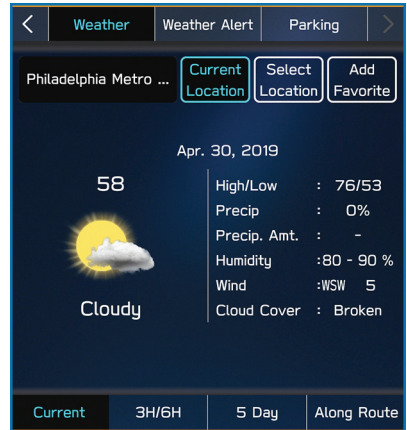 Weather Weather Alert Parking
Philadelphia Metro ... Current Location Select Location Add Favorite
Apr. 30, 2019
58
High/Low : 76/53
Precip : 0%
Precip. Amt. : -
Humidity :80 - 90 %
Wind :WSW 5
Cloudy
Cloud Cover : Broken
Current 3H/6H 5 Day Along Route